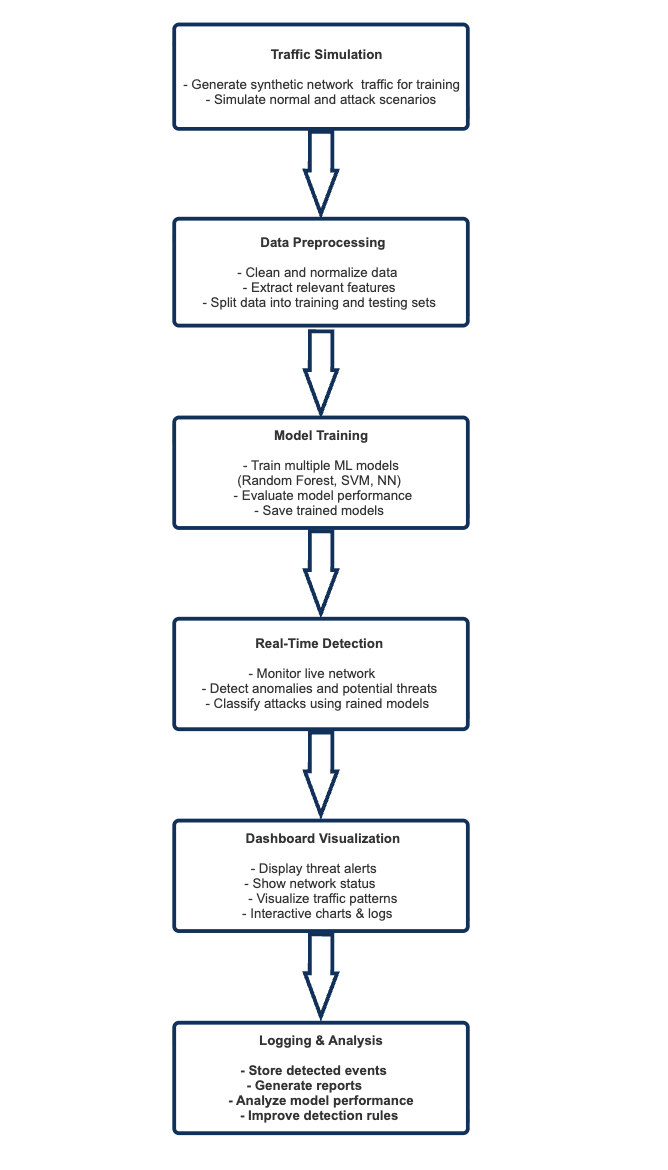 Traffic Simulation
- Generate synthetic network  traffic for training
- Simulate normal and attack scenarios
Data Preprocessing
- Clean and normalize data
- Extract relevant features
- Split data into training and testing sets
Model Training
- Train multiple ML models
(Random Forest, SVM, NN)
- Evaluate model performance
- Save trained models
Real-Time Detection
- Monitor live network
- Detect anomalies and potential threats
- Classify attacks using rained models
Dashboard Visualization
- Display threat alerts
- Show network status
- Visualize traffic patterns
- Interactive charts & logs
Logging & Analysis
- Store detected events
- Generate reports
- Analyze model performance
- Improve detection rules